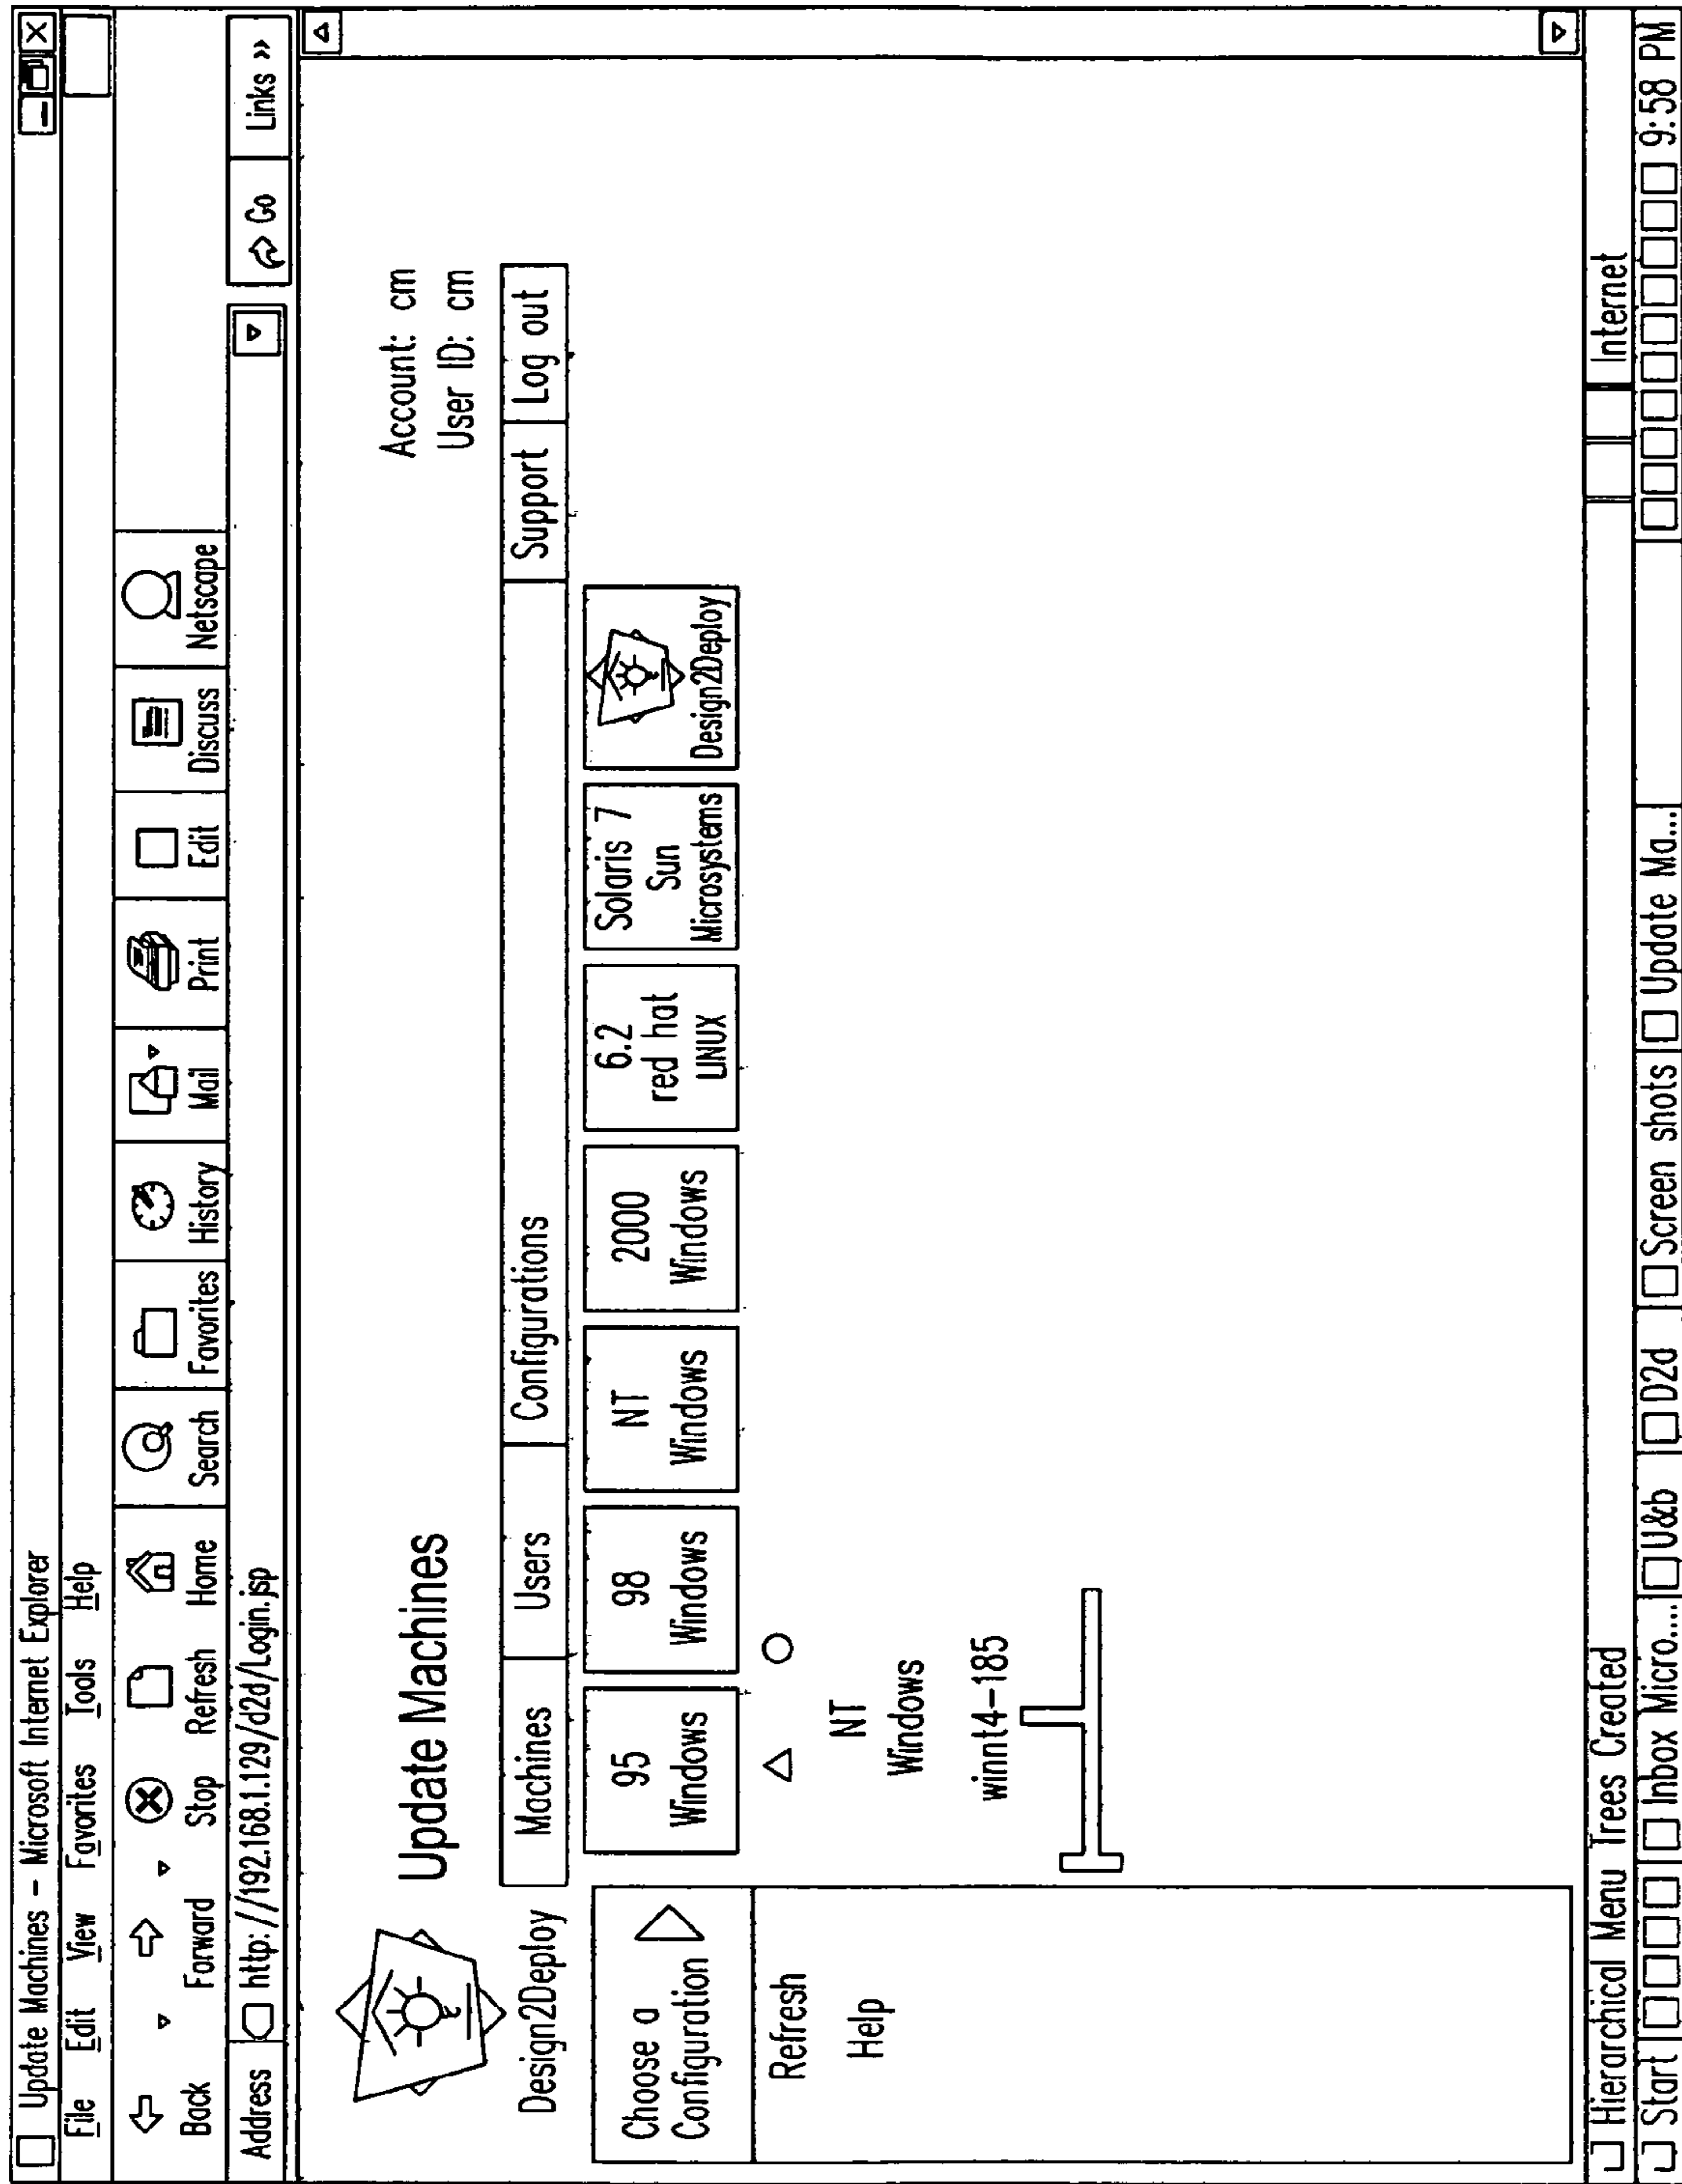 Update Machines – Microsoft Internet Explorer
File Edit View Favorites Tools Help
Back Forward Stop Refresh Home Search Favorites History Mail Print Edit Discuss Netscape
Address http://192.168.1.129/d2d/Login.jsp Go Links »
Design2Deploy
Update Machines
Account: cm
User ID: cm
Machines Users Configurations Support Log out
95
Windows
98
Windows
NT
Windows
2000
Windows
6.2
red hat
LINUX
Solaris 7
Sun
Microsystems
Design2Deploy
Choose a
Configuration
Refresh
Help
NT
Windows
winnt4-185
Hierarchical Menu Trees Created Internet
Start Inbox Micro... U&b D2d Screen shots Update Ma... 9:58 PM